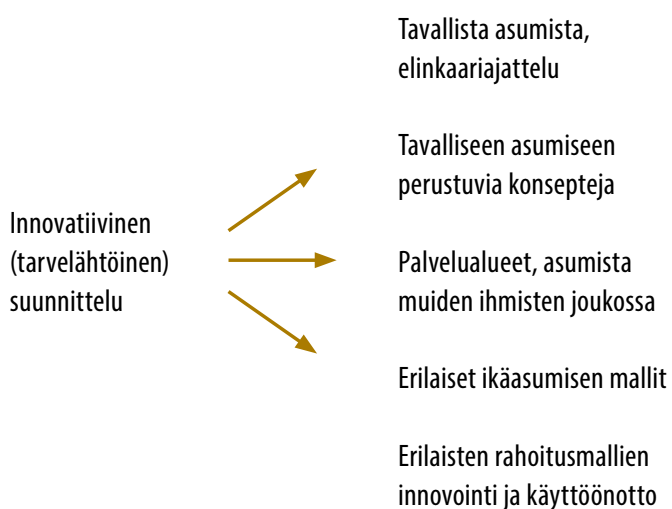 Tavallista asumista,
elinkaariajattelu
Tavalliseen asumiseen
perustuvia konsepteja
Innovatiivinen
(tarvelähtöinen)
suunnittelu
Palvelualueet, asumista
muiden ihmisten joukossa
Erilaiset ikäasumisen mallit
Erilaisten rahoitusmallien
innovointi ja käyttöönotto